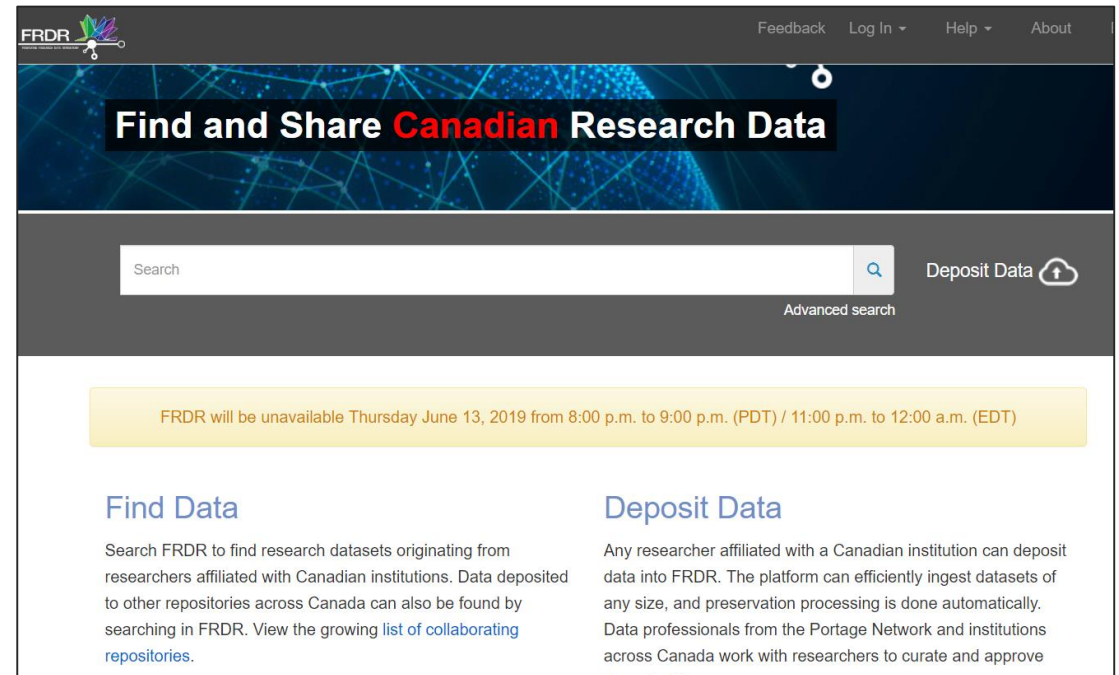 FRDR
Feedback Log In Help About
Find and Share Canadian Research Data
Search
Deposit Data
Advanced search
FRDR will be unavailable Thursday June 13, 2019 from 8:00 p.m. to 9:00 p.m. (PDT) / 11:00 p.m. to 12:00 a.m. (EDT)
Find Data
Search FRDR to find research datasets originating from
researchers affiliated with Canadian institutions. Data deposited
to other repositories across Canada can also be found by
searching in FRDR. View the growing list of collaborating
repositories.
Deposit Data
Any researcher affiliated with a Canadian institution can deposit
data into FRDR. The platform can efficiently ingest datasets of
any size, and preservation processing is done automatically.
Data professionals from the Portage Network and institutions
across Canada work with researchers to curate and approve